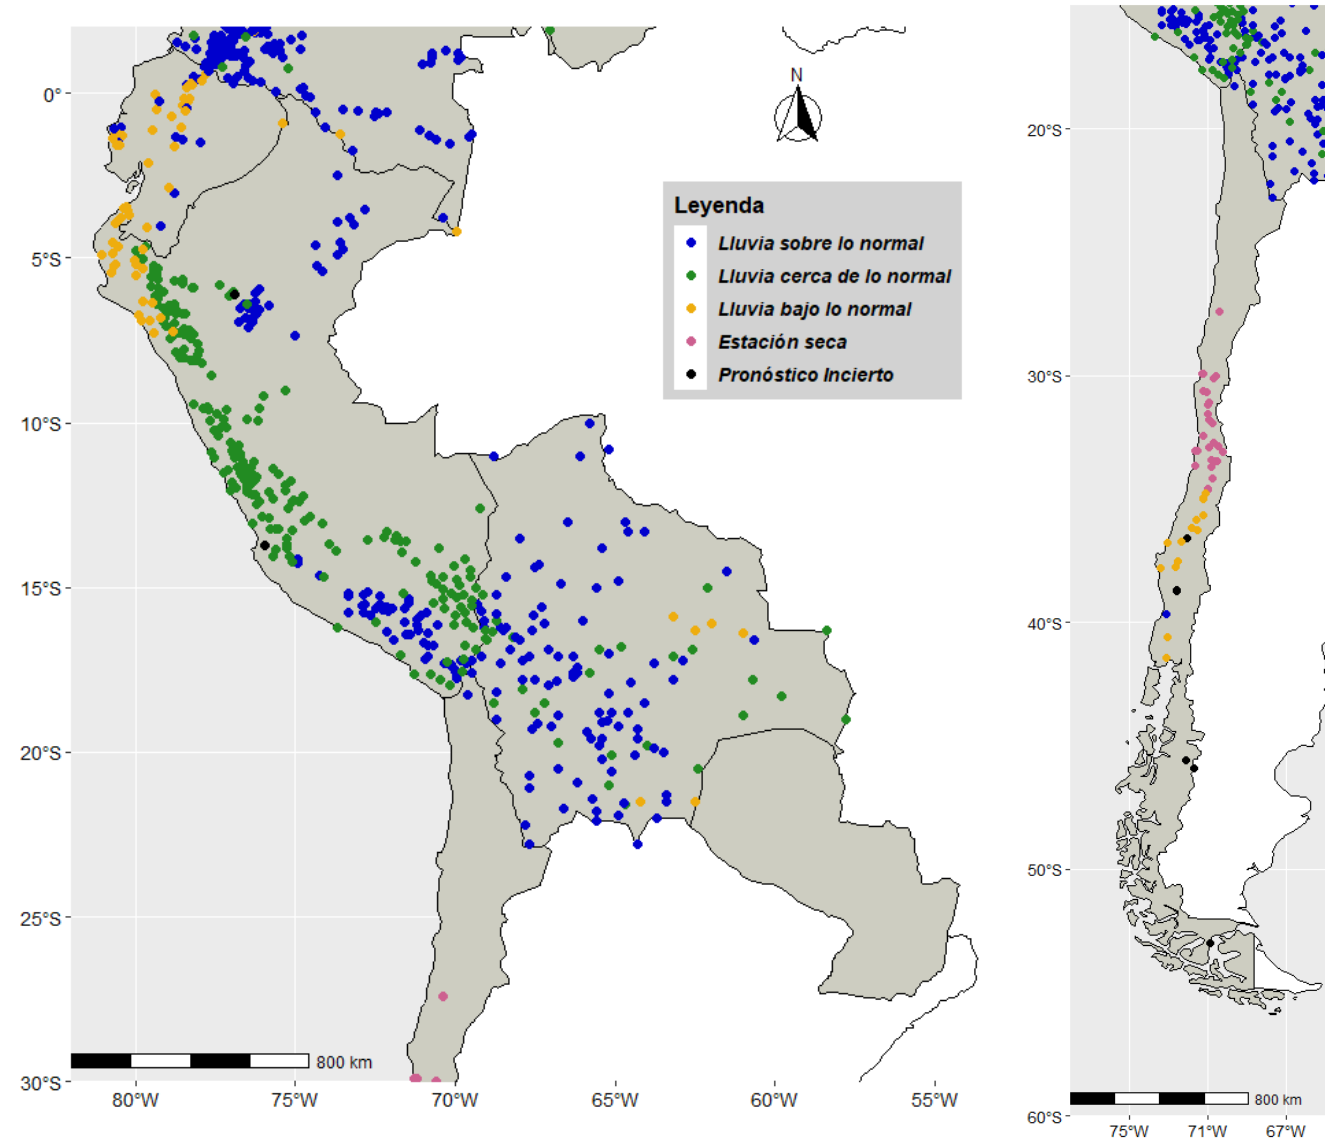 N
0°
5°S
10°S
15°S
20°S
25°S
30°S
80°W
75°W
70°W
65°W
60°W
55°W
800 km
Leyenda
Lluvia sobre lo normal
Lluvia cerca de lo normal
Lluvia bajo lo normal
Estación seca
Pronóstico Incierto
20°S
30°S
40°S
50°S
60°S
75°W
71°W
67°W
800 km